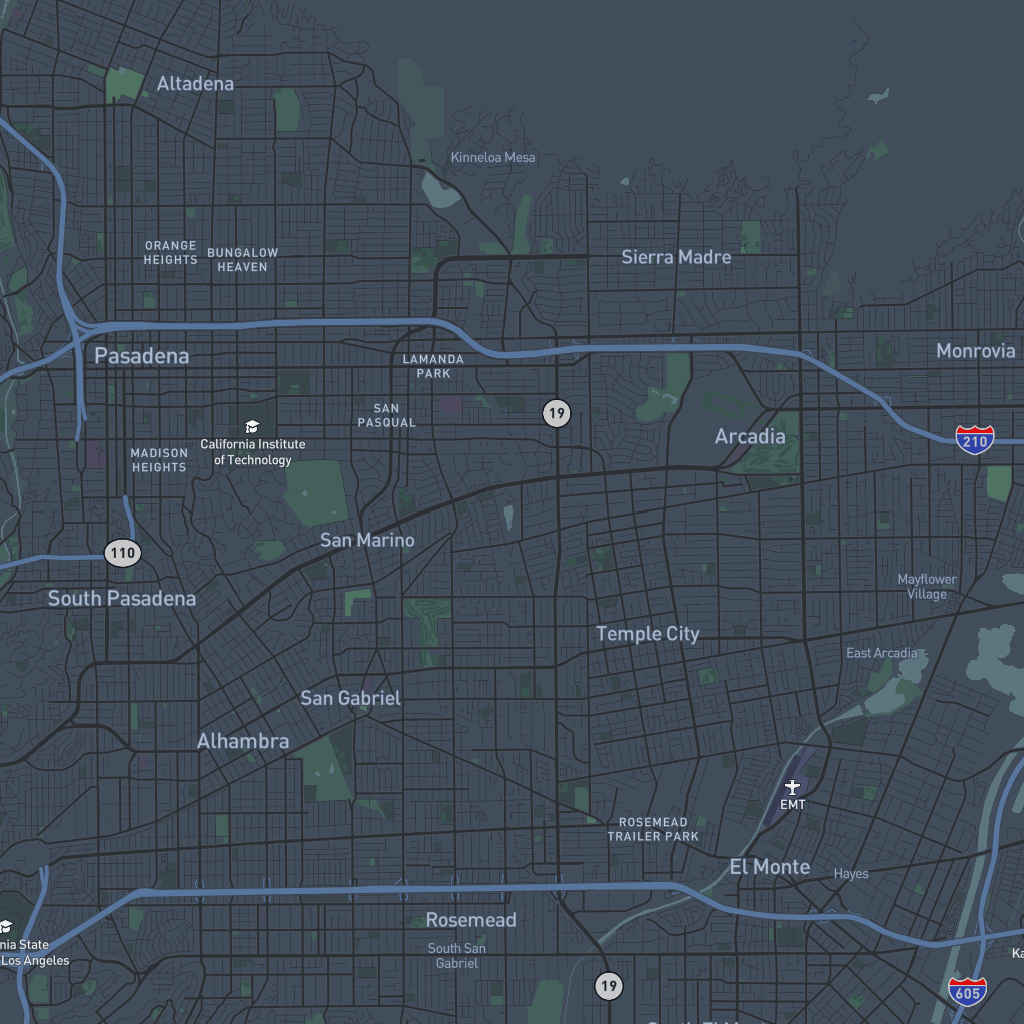 Altadena
Kinneloa Mesa
ORANGE
HEIGHTS
BUNGALOW
HEAVEN
Sierra Madre
Pasadena
LAMANDA
PARK
Monrovia
SAN
PASQUAL
19
Arcadia
210
California Institute
of Technology
MADISON
HEIGHTS
San Marino
110
South Pasadena
Mayflower
Village
Temple City
East Arcadia
San Gabriel
Alhambra
EMT
ROSEMEAD
TRAILER PARK
El Monte
Hayes
Rosemead
nia State
Los Angeles
South San
Gabriel
Ka
19
605